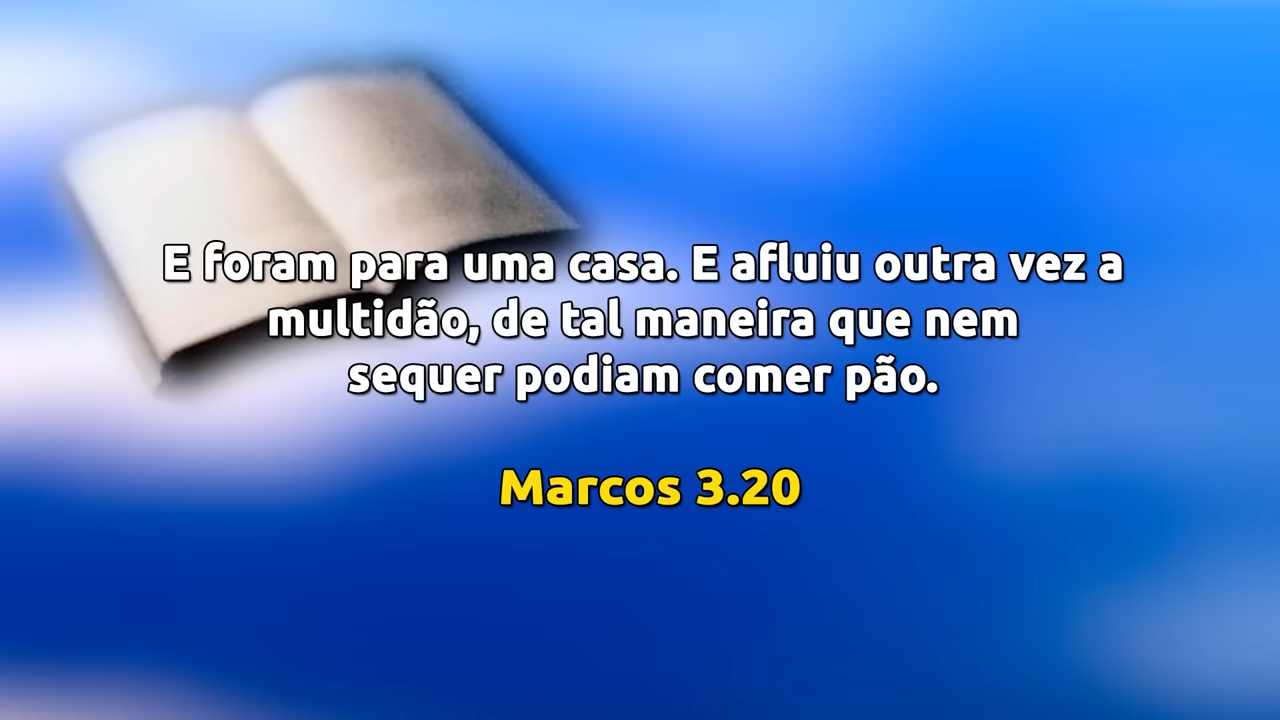 E foram para uma casa. E afluiu outra vez a
multidão, de tal maneira que nem
sequer podiam comer pão.
Marcos 3.20